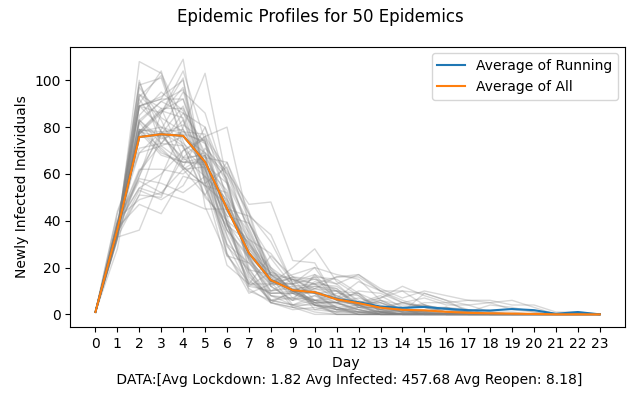 Epidemic Profiles for 50 Epidemics
Newly Infected Individuals
100
80
60
40
20
0
Average of Running
Average of All
0 1 2 3 4 5 6 7 8 9 10 11 12 13 14 15 16 17 18 19 20 21 22 23
Day
DATA:[Avg Lockdown: 1.82 Avg Infected: 457.68 Avg Reopen: 8.18]